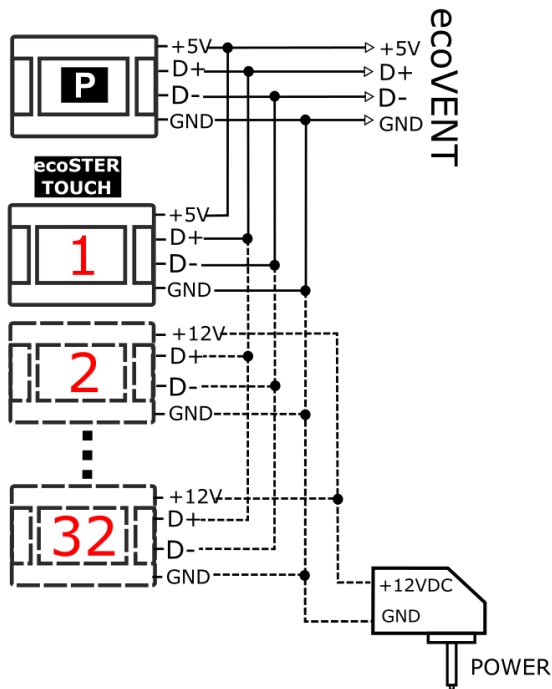 +5V
D+
D-
GND
P
+5V
D+
D-
GND
ecoVENT
ecoSTER
TOUCH
+5V
D+
D-
GND
1
+12V
D+
D-
GND
2
+12V
D+
D-
GND
32
+12VDC
GND
POWER